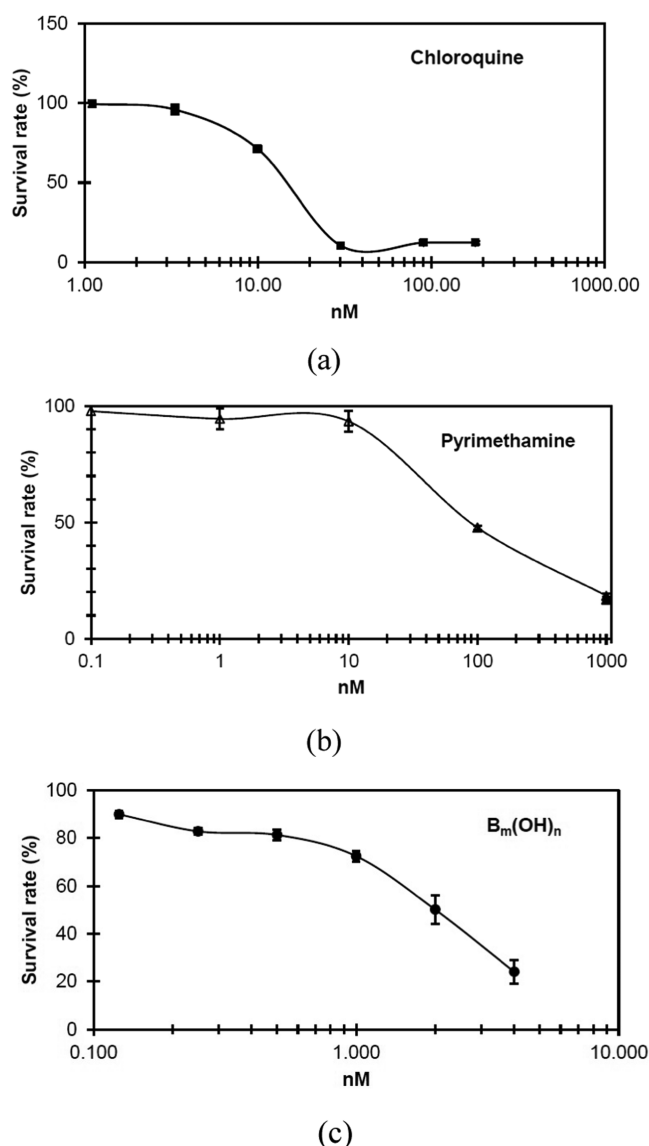 150
Chloroquine
100
50
0
1.00 10.00 100.00 1000.00
nM
Survival rate (%)
(a)
100
Pyrimethamine
50
0
0.1 1 10 100 1000
nM
Survival rate (%)
(b)
100
Bm(OH)n
80
60
40
20
0
0.100 1.000 10.000
nM
Survival rate (%)
(c)